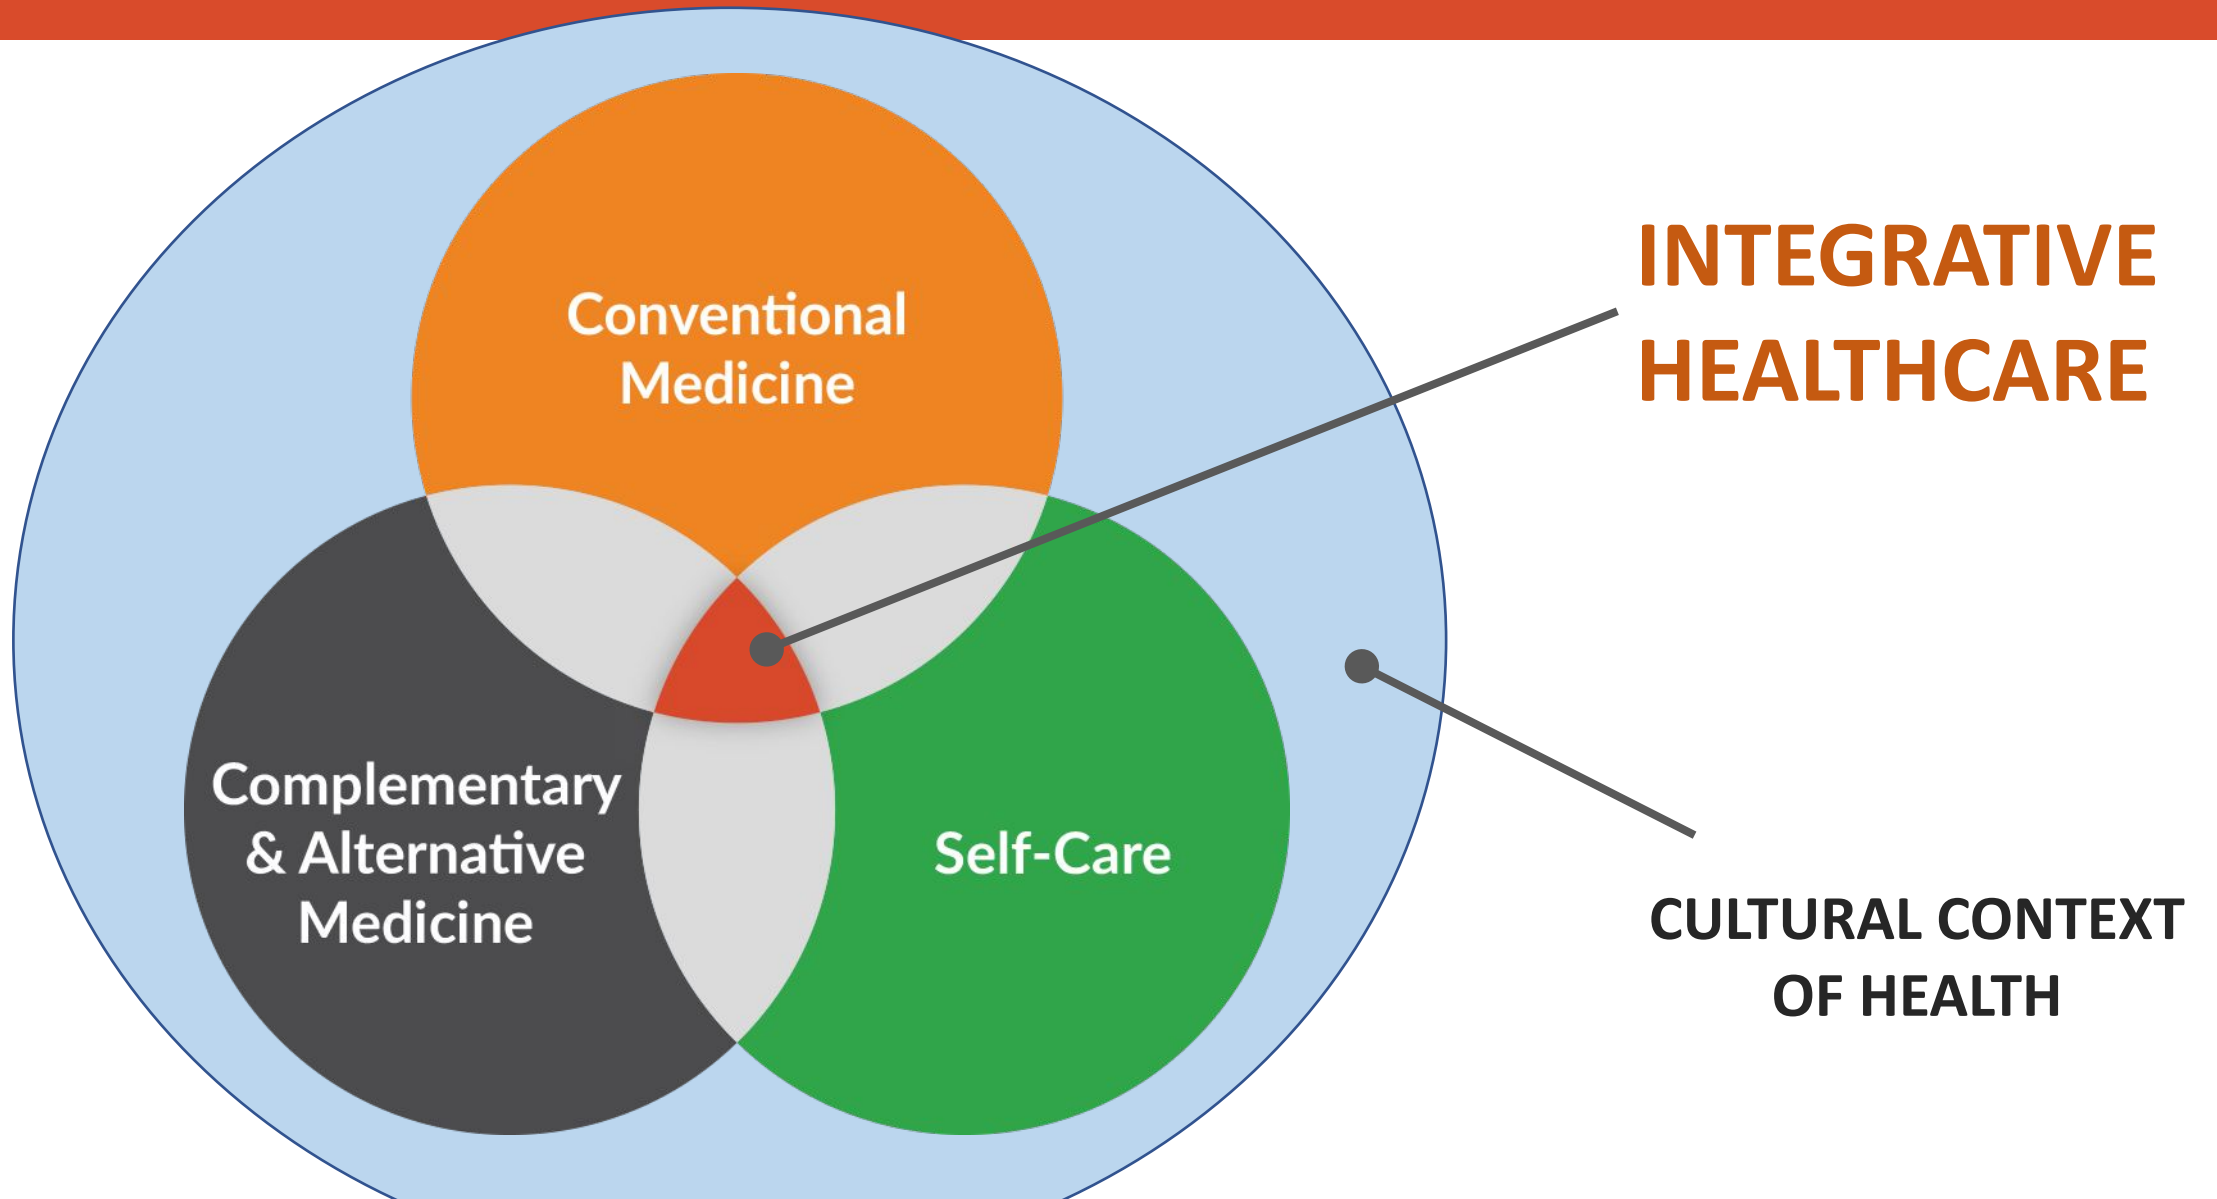 Conventional
Medicine
INTEGRATIVE
HEALTHCARE
Complementary
& Alternative
Medicine
Self-Care
CULTURAL CONTEXT
OF HEALTH